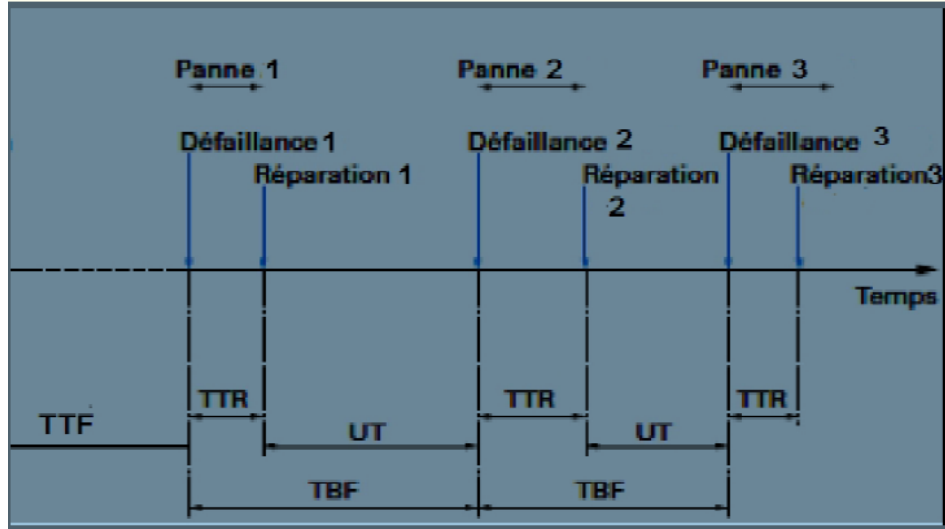 Panne 1 Panne 2 Panne 3
Défaillance 1 Défaillance 2 Défaillance 3
Réparation 1 Réparation Réparation3
2
Temps
TTR TTR TTR
TTF
UT UT
TBF TBF